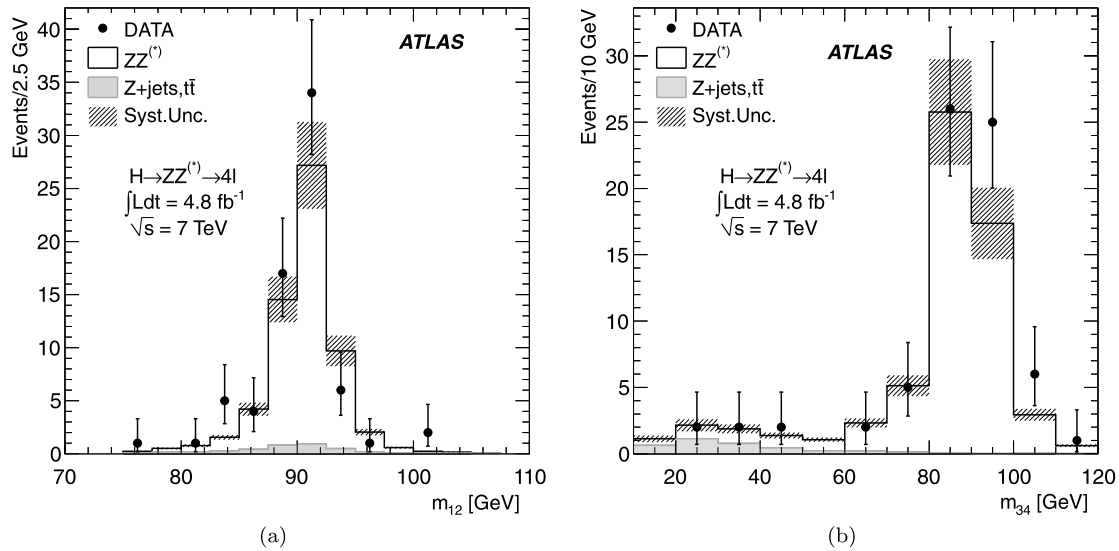 Events/2.5 GeV
40
35
30
25
20
15
10
5
0
DATA
ZZ(*)
Z+jets,tt̄
Syst.Unc.
ATLAS
H→ZZ(*)→4l
∫Ldt = 4.8 fb-1
√s = 7 TeV
70 80 90 100 110
m12 [GeV]
(a)
Events/10 GeV
30
25
20
15
10
5
0
DATA
ZZ(*)
Z+jets,tt̄
Syst.Unc.
ATLAS
H→ZZ(*)→4l
∫Ldt = 4.8 fb-1
√s = 7 TeV
20 40 60 80 100 120
m34 [GeV]
(b)